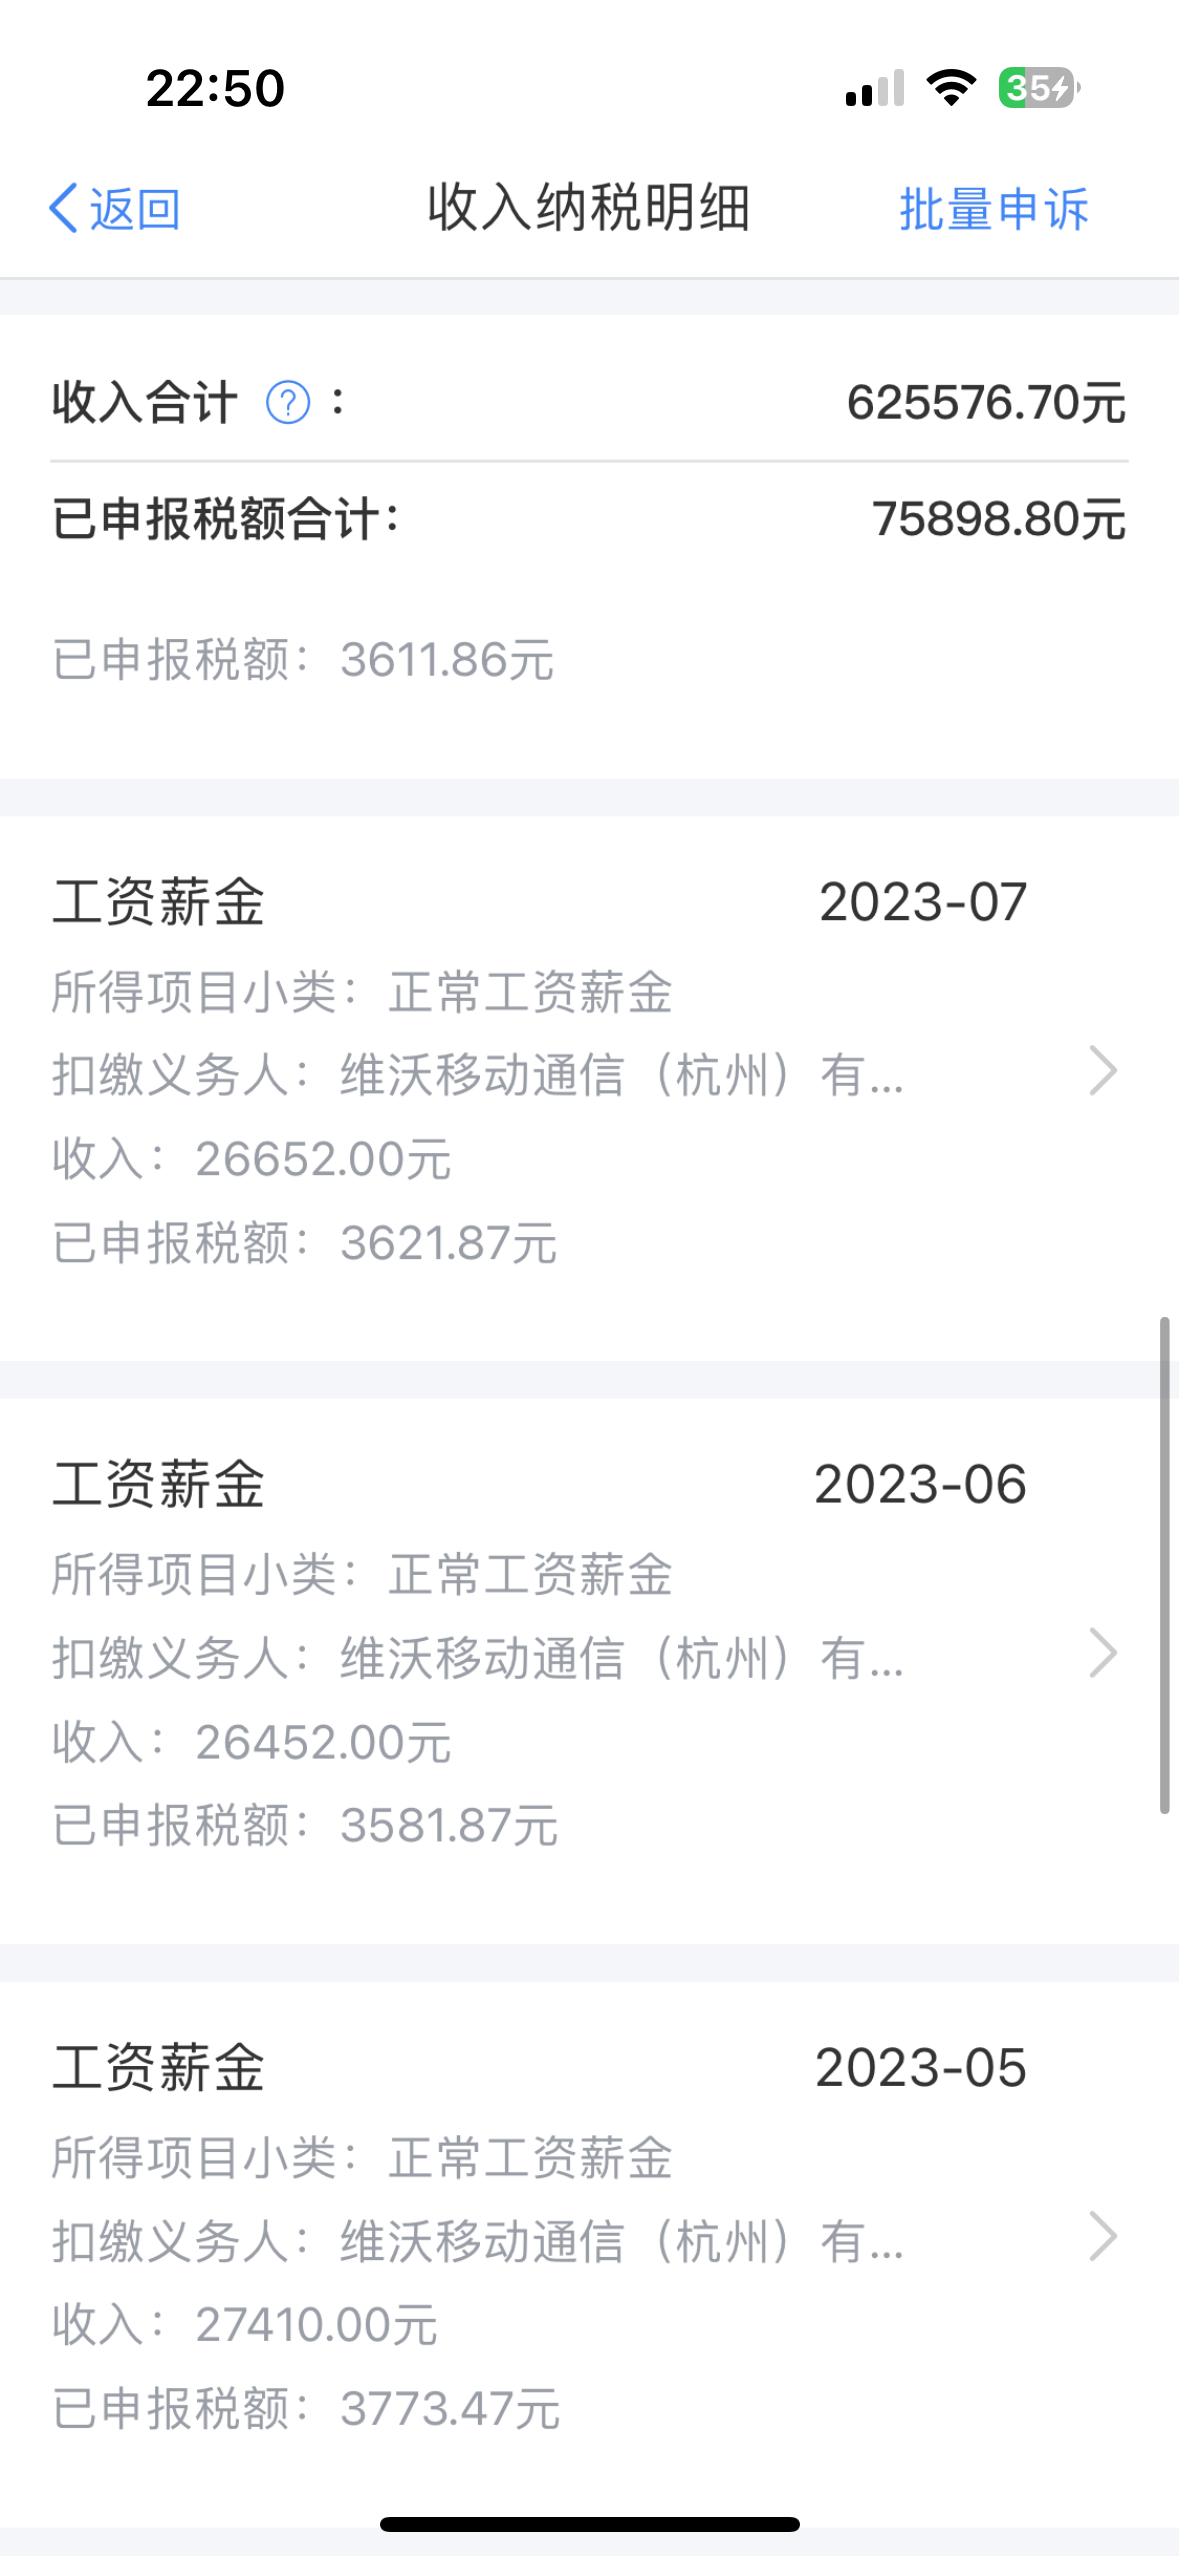 22:50
35
返回 收入纳税明细 批量申诉
收入合计 ? : 625576.70元
已申报税额合计: 75898.80元
已申报税额: 3611.86元
工资薪金 2023-07
所得项目小类: 正常工资薪金
扣缴义务人: 维沃移动通信（杭州）有...
收入: 26652.00元
已申报税额: 3621.87元
工资薪金 2023-06
所得项目小类: 正常工资薪金
扣缴义务人: 维沃移动通信（杭州）有...
收入: 26452.00元
已申报税额: 3581.87元
工资薪金 2023-05
所得项目小类: 正常工资薪金
扣缴义务人: 维沃移动通信（杭州）有...
收入: 27410.00元
已申报税额: 3773.47元